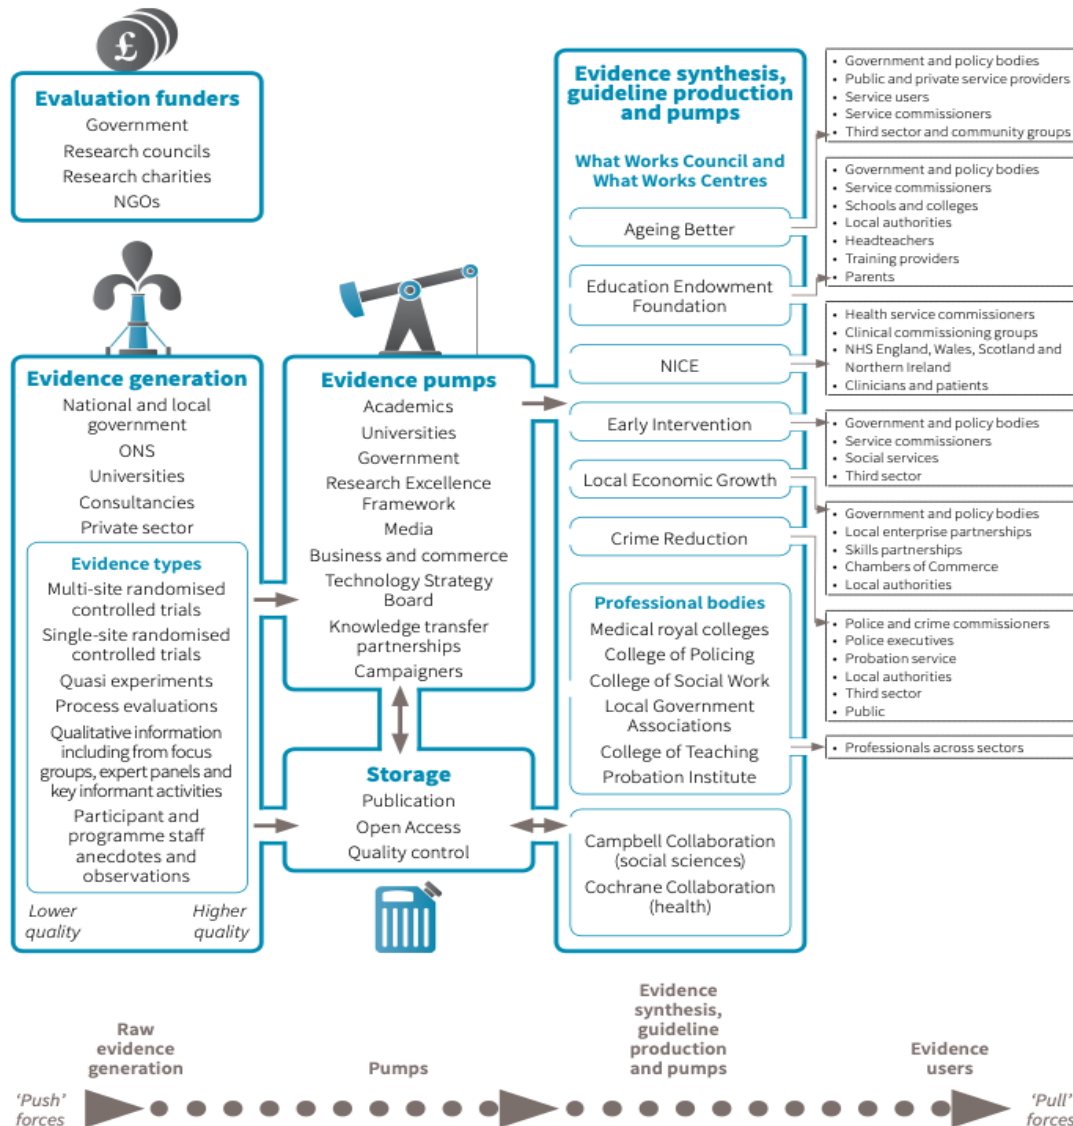 £
Evaluation funders
Government
Research councils
Research charities
NGOs
Evidence generation
National and local
government
ONS
Universities
Consultancies
Private sector
Evidence types
Multi-site randomised
controlled trials
Single-site randomised
controlled trials
Quasi experiments
Process evaluations
Qualitative information
including from focus
groups, expert panels and
key informant activities
Participant and
programme staff
anecdotes and
observations
Lower
quality
Higher
quality
Evidence pumps
Academics
Universities
Government
Research Excellence
Framework
Media
Business and commerce
Technology Strategy
Board
Knowledge transfer
partnerships
Campaigners
Storage
Publication
Open Access
Quality control
Evidence synthesis,
guideline production
and pumps
What Works Council and
What Works Centres
Ageing Better
Education Endowment
Foundation
NICE
Early Intervention
Local Economic Growth
Crime Reduction
Professional bodies
Medical royal colleges
College of Policing
College of Social Work
Local Government
Associations
College of Teaching
Probation Institute
Campbell Collaboration
(social sciences)
Cochrane Collaboration
(health)
• Government and policy bodies
• Public and private service providers
• Service users
• Service commissioners
• Third sector and community groups
• Government and policy bodies
• Service commissioners
• Schools and colleges
• Local authorities
• Headteachers
• Training providers
• Parents
• Health service commissioners
• Clinical commissioning groups
• NHS England, Wales, Scotland and
Northern Ireland
• Clinicians and patients
• Government and policy bodies
• Service commissioners
• Social services
• Third sector
• Government and policy bodies
• Local enterprise partnerships
• Skills partnerships
• Chambers of Commerce
• Local authorities
• Police and crime commissioners
• Police executives
• Probation service
• Local authorities
• Third sector
• Public
• Professionals across sectors
'Push'
forces
Raw
evidence
generation
Pumps
Evidence
synthesis,
guideline
production
and pumps
Evidence
users
'Pull'
forces